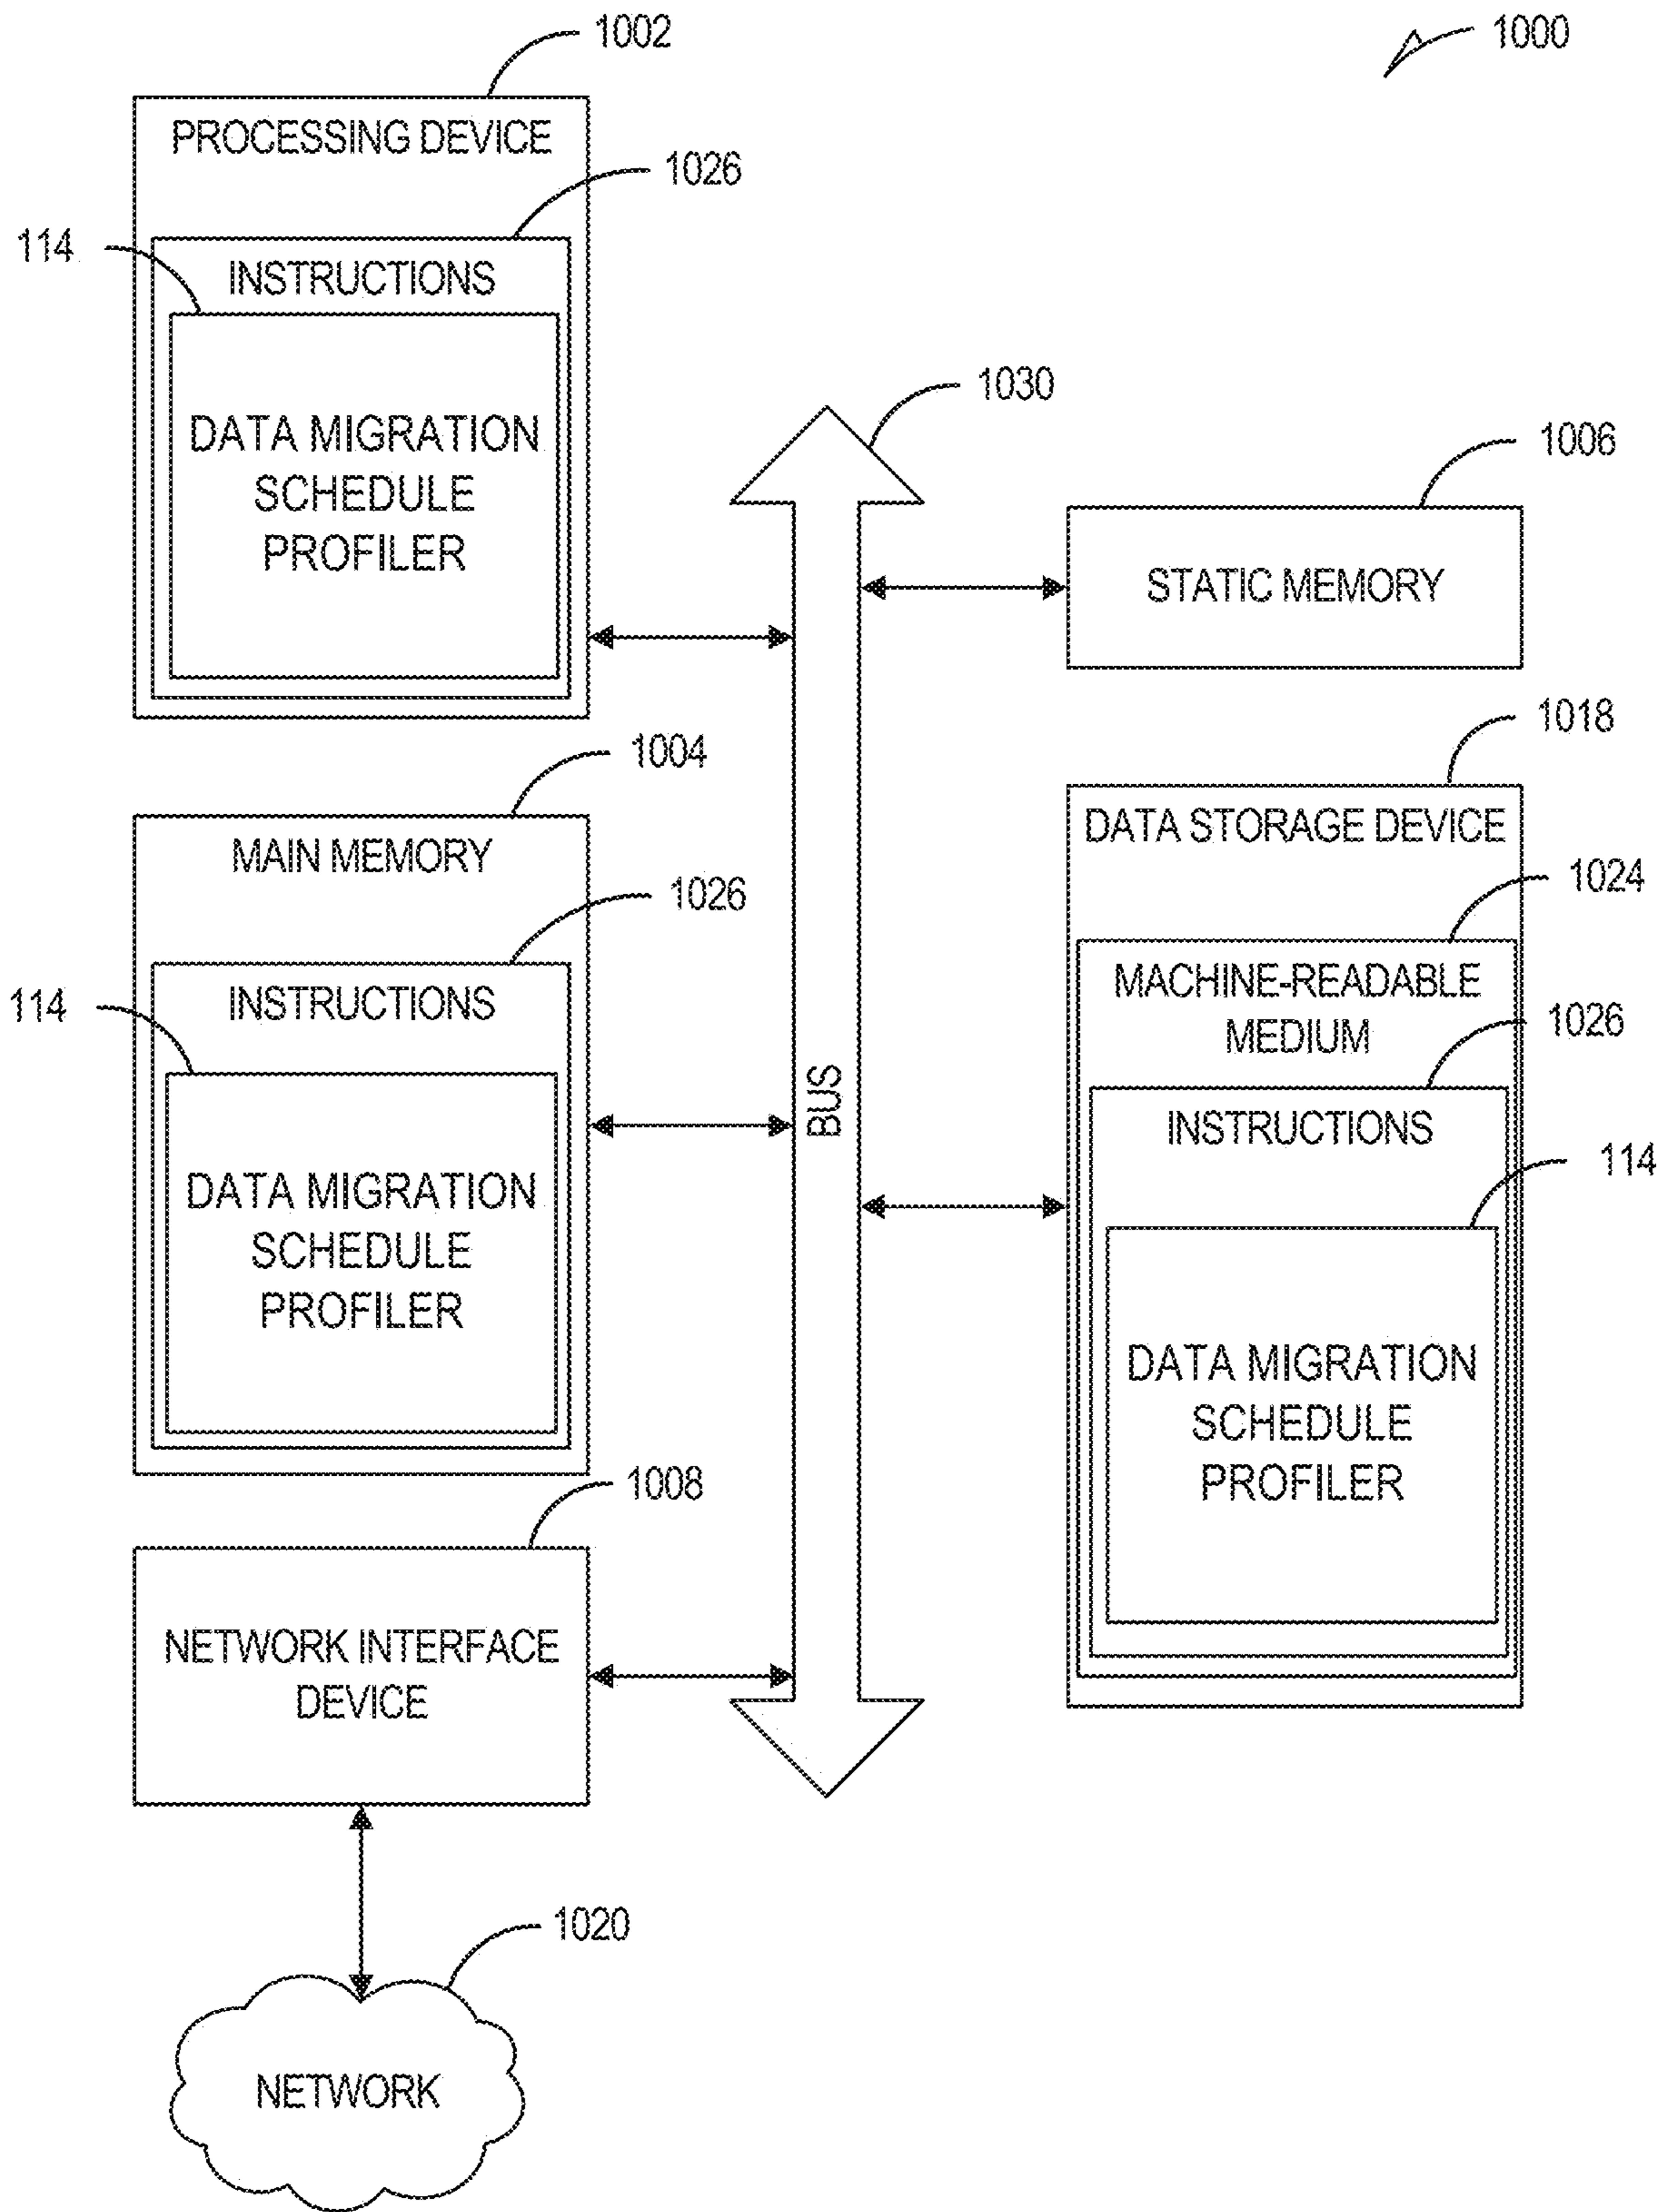 1002
1000
PROCESSING DEVICE
1026
114
INSTRUCTIONS
DATA MIGRATION
SCHEDULE
PROFILER
1030
1006
STATIC MEMORY
1004
MAIN MEMORY
1026
114
INSTRUCTIONS
DATA MIGRATION
SCHEDULE
PROFILER
BUS
1018
DATA STORAGE DEVICE
1024
MACHINE-READABLE
MEDIUM
1026
INSTRUCTIONS
114
DATA MIGRATION
SCHEDULE
PROFILER
1008
NETWORK INTERFACE
DEVICE
1020
NETWORK